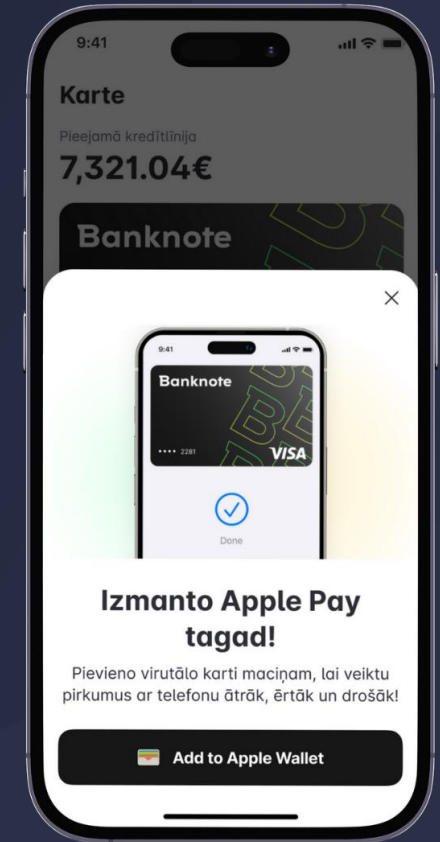 9:41
Karte
Pieejamā kredītlīnija
7,321.04€
Banknote
9:41
Banknote
•••• 2281
VISA
Done
Izmanto Apple Pay
tagad!
Pievieno virutālo karti maciņam, lai veiktu
pirkumus ar telefonu ātrāk, ērtāk un drošāk!
Add to Apple Wallet